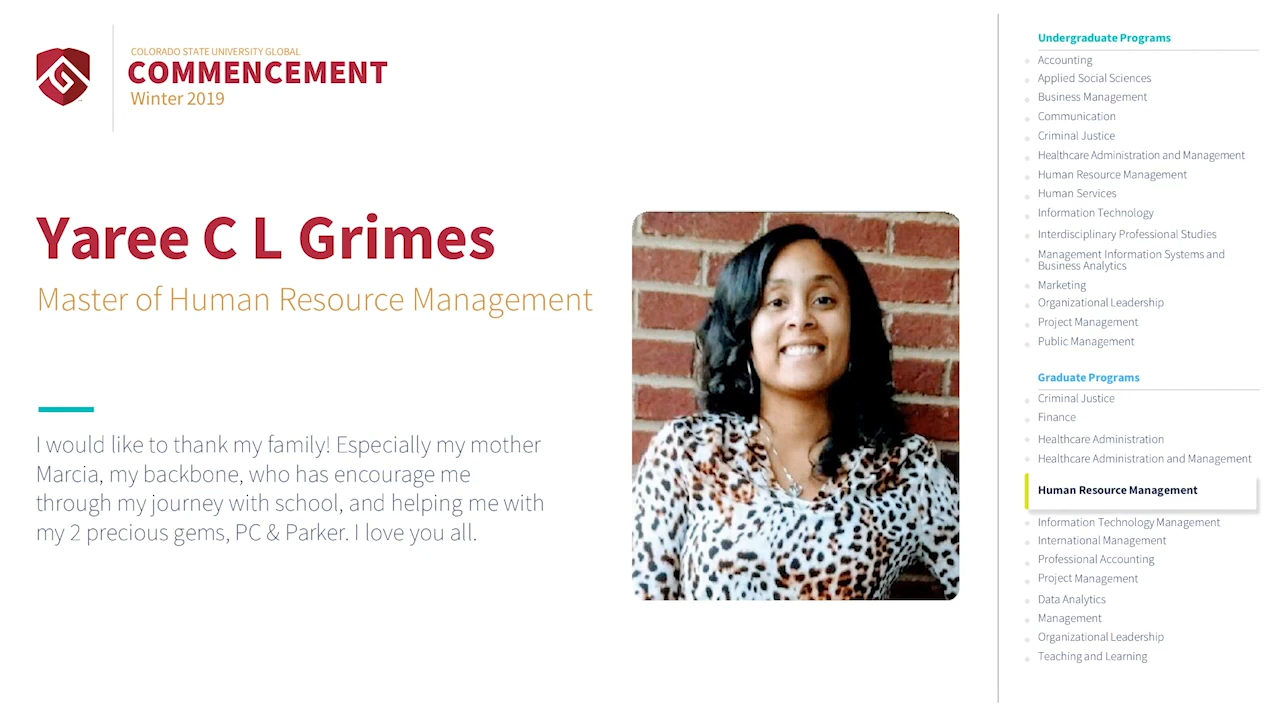 COLORADO STATE UNIVERSITY GLOBAL
COMMENCEMENT
Winter 2019
Yaree C L Grimes
Master of Human Resource Management
I would like to thank my family! Especially my mother
Marcia, my backbone, who has encourage me
through my journey with school, and helping me with
my 2 precious gems, PC & Parker. I love you all.
Undergraduate Programs
Accounting
Applied Social Sciences
Business Management
Communication
Criminal Justice
Healthcare Administration and Management
Human Resource Management
Human Services
Information Technology
Interdisciplinary Professional Studies
Management Information Systems and
Business Analytics
Marketing
Organizational Leadership
Project Management
Public Management
Graduate Programs
Criminal Justice
Finance
Healthcare Administration
Healthcare Administration and Management
Human Resource Management
Information Technology Management
International Management
Professional Accounting
Project Management
Data Analytics
Management
Organizational Leadership
Teaching and Learning